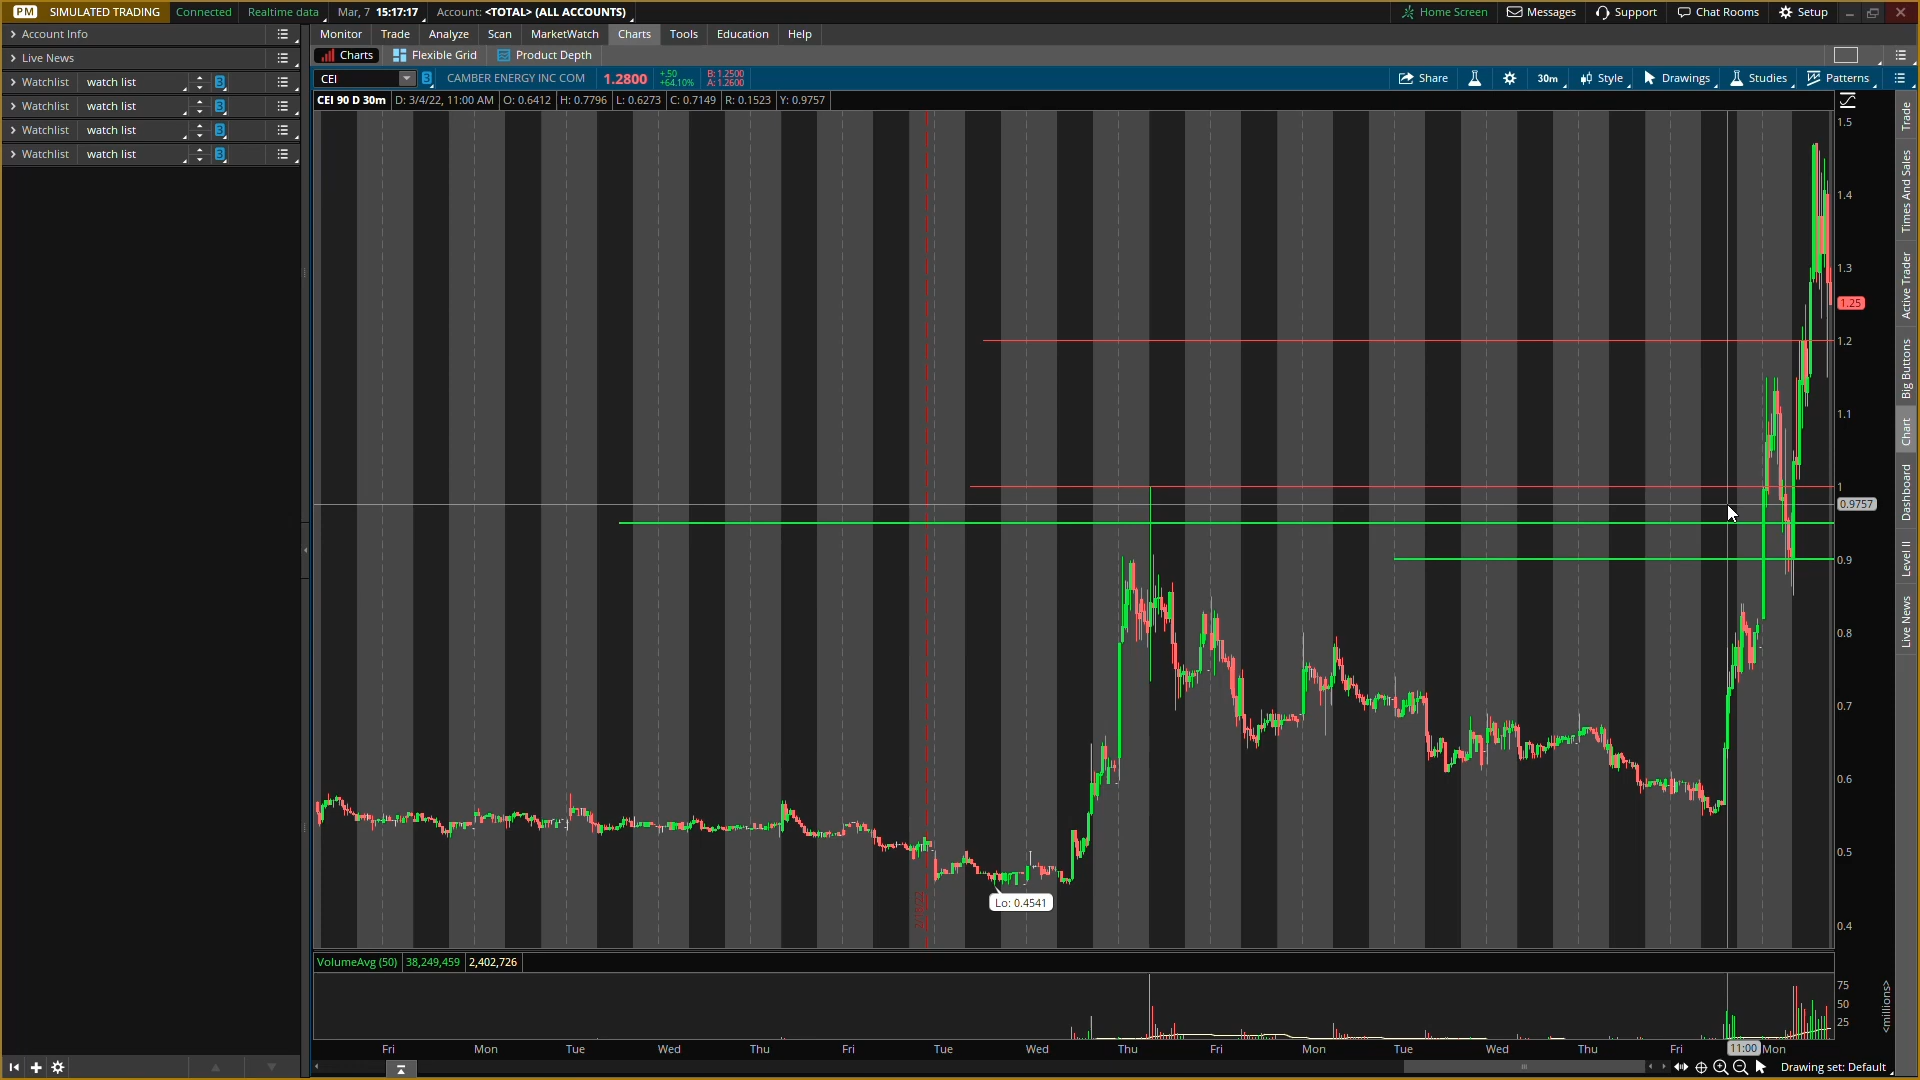 PM SIMULATED TRADING Connected Realtime data Mar, 7 15:17:17 Account: <TOTAL> (ALL ACCOUNTS) Home Screen Messages Support Chat Rooms Setup
Account Info
Live News
Watchlist watch list 3
Watchlist watch list 3
Watchlist watch list 3
Watchlist watch list 3
Monitor Trade Analyze Scan MarketWatch Charts Tools Education Help
Charts Flexible Grid Product Depth
CEI 3 CAMBER ENERGY INC COM 1.2800 +.50 +64.10% B: 1.2500 A: 1.2600 Share 30m Style Drawings Studies Patterns
CEI 90 D 30m D: 3/4/22, 11:00 AM O: 0.6412 H: 0.7796 L: 0.6273 C: 0.7149 R: 0.1523 Y: 0.9757
1.5
1.4
1.3
1.25
1.2
1.1
1
0.9757
0.9
0.8
0.7
0.6
0.5
0.4
Lo: 0.4541
VolumeAvg (50) 38,249,459 2,402,726
75
50
25
<millions>
Fri Mon Tue Wed Thu Fri Tue Wed Thu Fri Mon Tue Wed Thu Fri 11:00 Mon
Drawing set: Default
Trade
Times And Sales
Active Trader
Big Buttons
Chart
Dashboard
Level II
Live News